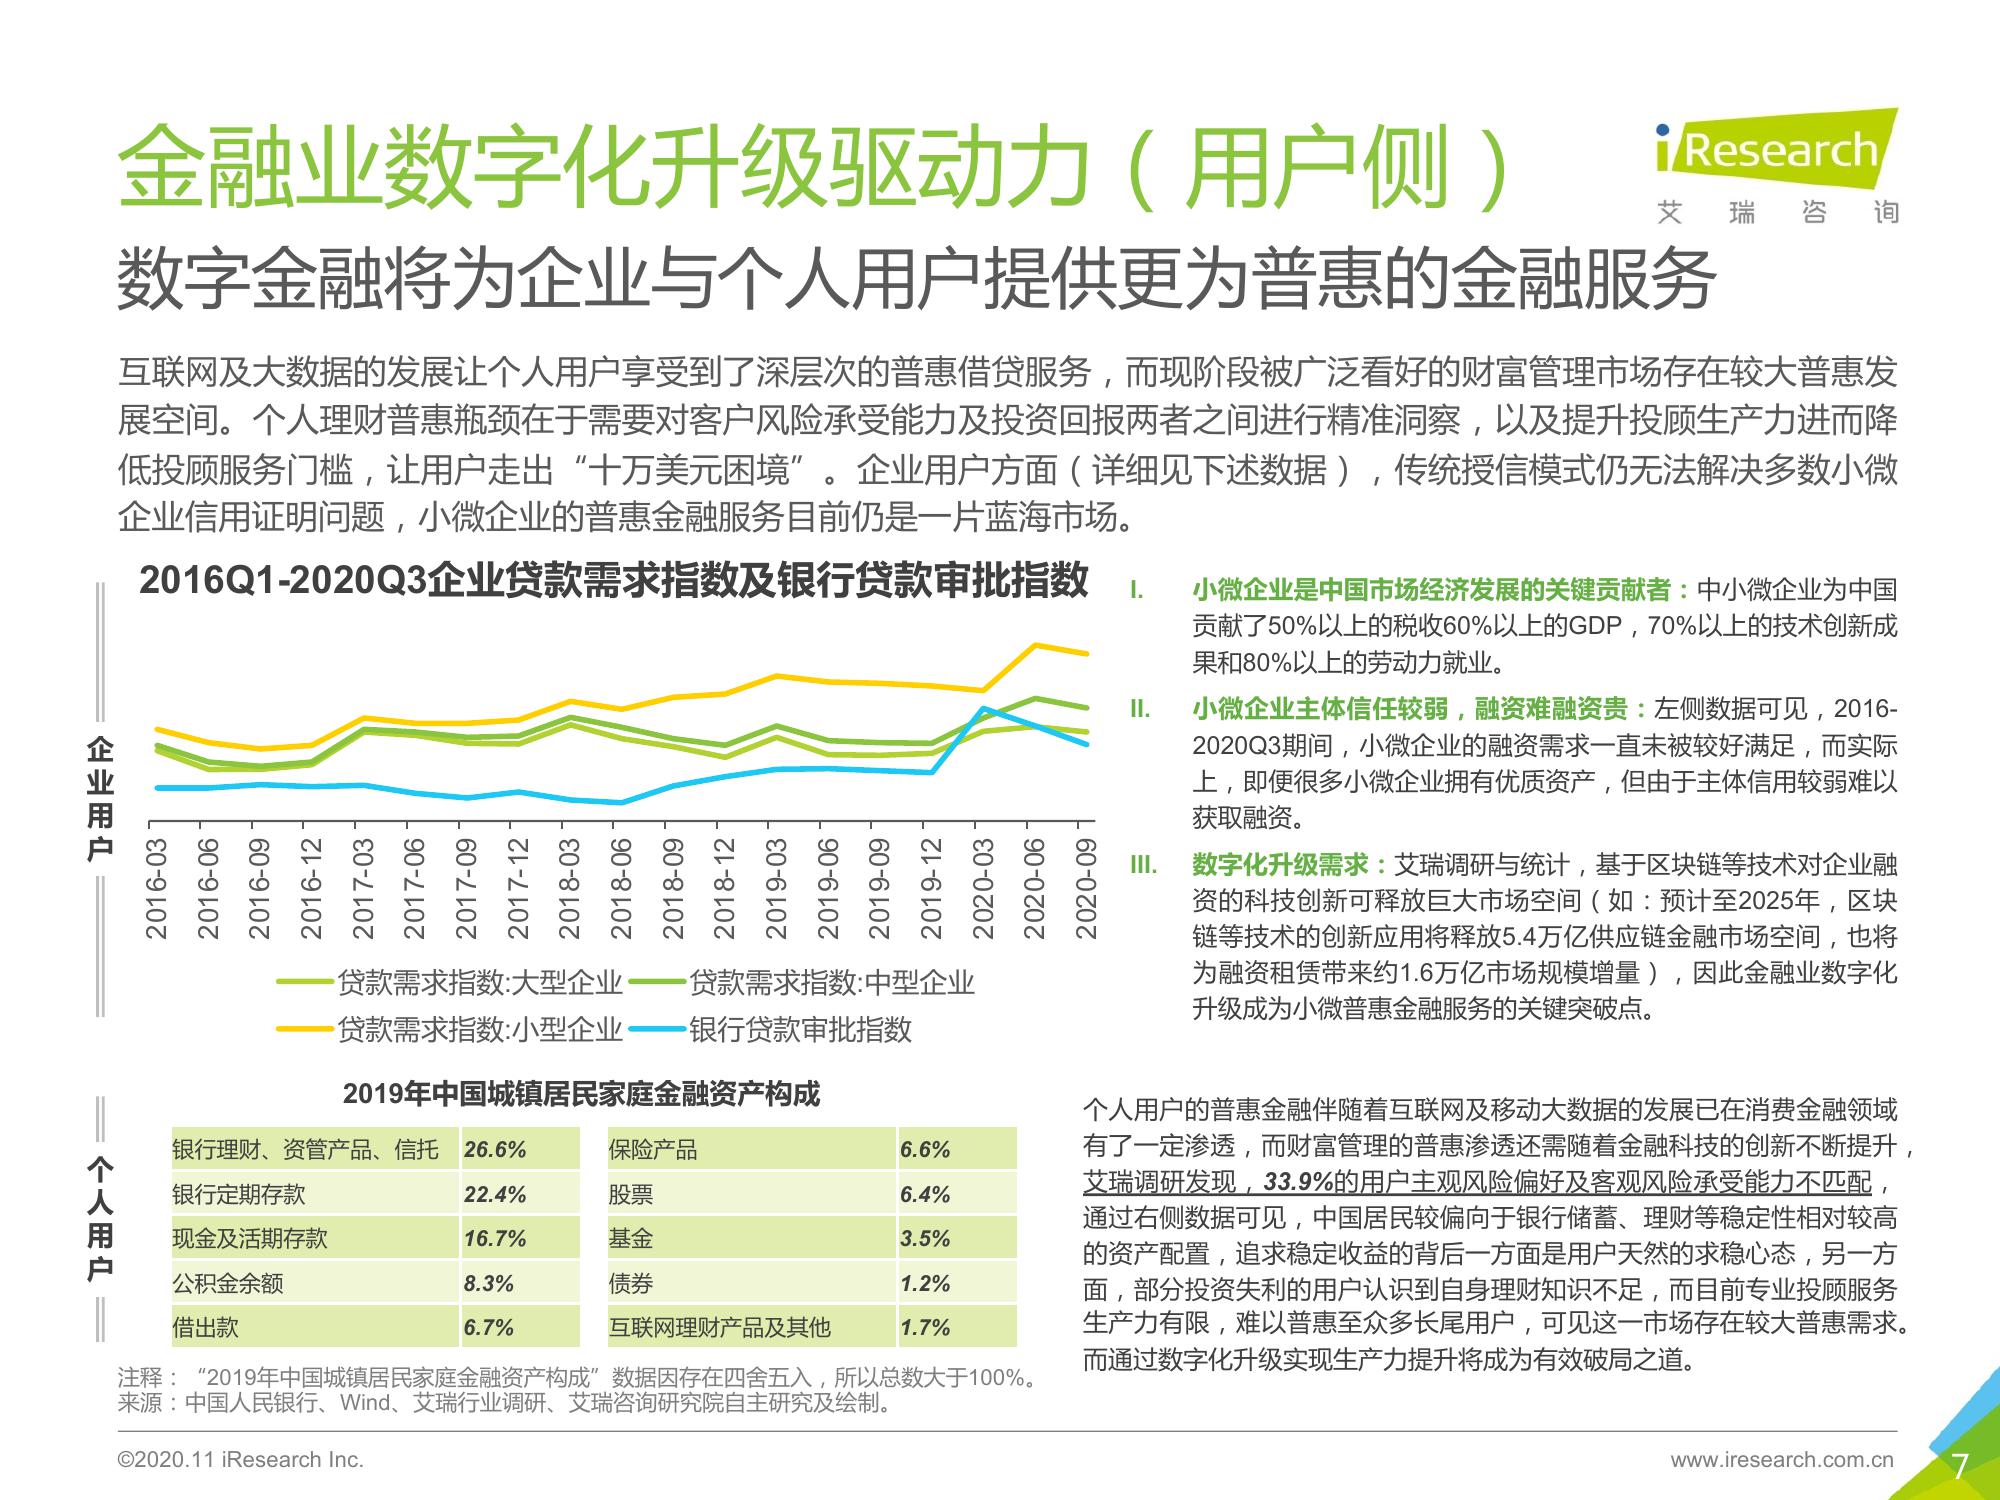 金融业数字化升级驱动力（用户侧）
iResearch
艾瑞咨询
数字金融将为企业与个人用户提供更为普惠的金融服务
互联网及大数据的发展让个人用户享受到了深层次的普惠借贷服务，而现阶段被广泛看好的财富管理市场存在较大普惠发
展空间。个人理财普惠瓶颈在于需要对客户风险承受能力及投资回报两者之间进行精准洞察，以及提升投顾生产力进而降
低投顾服务门槛，让用户走出“十万美元困境”。企业用户方面（详细见下述数据），传统授信模式仍无法解决多数小微
企业信用证明问题，小微企业的普惠金融服务目前仍是一片蓝海市场。
企业用户
2016Q1-2020Q3企业贷款需求指数及银行贷款审批指数
2016-03
2016-06
2016-09
2016-12
2017-03
2017-06
2017-09
2017-12
2018-03
2018-06
2018-09
2018-12
2019-03
2019-06
2019-09
2019-12
2020-03
2020-06
2020-09
贷款需求指数:大型企业 贷款需求指数:中型企业
贷款需求指数:小型企业 银行贷款审批指数
I. 小微企业是中国市场经济发展的关键贡献者：中小微企业为中国
贡献了50%以上的税收60%以上的GDP，70%以上的技术创新成
果和80%以上的劳动力就业。
II. 小微企业主体信任较弱，融资难融资贵：左侧数据可见，2016-
2020Q3期间，小微企业的融资需求一直未被较好满足，而实际
上，即便很多小微企业拥有优质资产，但由于主体信用较弱难以
获取融资。
III. 数字化升级需求：艾瑞调研与统计，基于区块链等技术对企业融
资的科技创新可释放巨大市场空间（如：预计至2025年，区块
链等技术的创新应用将释放5.4万亿供应链金融市场空间，也将
为融资租赁带来约1.6万亿市场规模增量），因此金融业数字化
升级成为小微普惠金融服务的关键突破点。
个人用户
2019年中国城镇居民家庭金融资产构成
银行理财、资管产品、信托 26.6% 保险产品 6.6%
银行定期存款 22.4% 股票 6.4%
现金及活期存款 16.7% 基金 3.5%
公积金余额 8.3% 债券 1.2%
借出款 6.7% 互联网理财产品及其他 1.7%
个人用户的普惠金融伴随着互联网及移动大数据的发展已在消费金融领域
有了一定渗透，而财富管理的普惠渗透还需随着金融科技的创新不断提升，
艾瑞调研发现，33.9%的用户主观风险偏好及客观风险承受能力不匹配，
通过右侧数据可见，中国居民较偏向于银行储蓄、理财等稳定性相对较高
的资产配置，追求稳定收益的背后一方面是用户天然的求稳心态，另一方
面，部分投资失利的用户认识到自身理财知识不足，而目前专业投顾服务
生产力有限，难以普惠至众多长尾用户，可见这一市场存在较大普惠需求。
而通过数字化升级实现生产力提升将成为有效破局之道。
注释：“2019年中国城镇居民家庭金融资产构成”数据因存在四舍五入，所以总数大于100%。
来源：中国人民银行、Wind、艾瑞行业调研、艾瑞咨询研究院自主研究及绘制。
©2020.11 iResearch Inc.
www.iresearch.com.cn
7